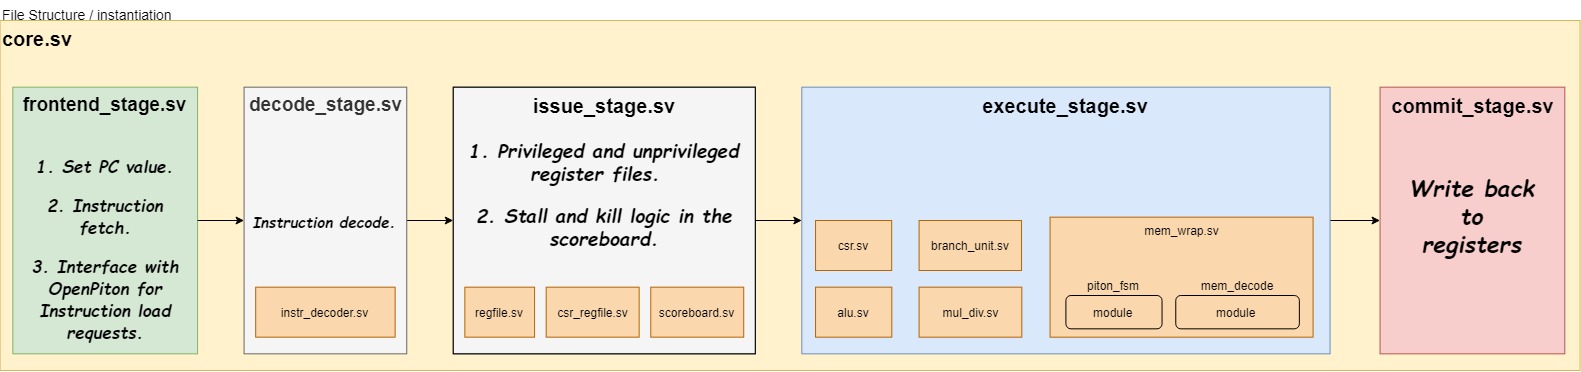 File Structure / instantiation
core.sv
frontend_stage.sv
1. Set PC value.
2. Instruction
fetch.
3. Interface with
OpenPiton for
Instruction load
requests.
decode_stage.sv
Instruction decode.
instr_decoder.sv
issue_stage.sv
1. Privileged and unprivileged
register files.
2. Stall and kill logic in the
scoreboard.
regfile.sv
csr_regfile.sv
scoreboard.sv
execute_stage.sv
csr.sv
branch_unit.sv
alu.sv
mul_div.sv
mem_wrap.sv
piton_fsm
module
mem_decode
module
commit_stage.sv
Write back
to
registers